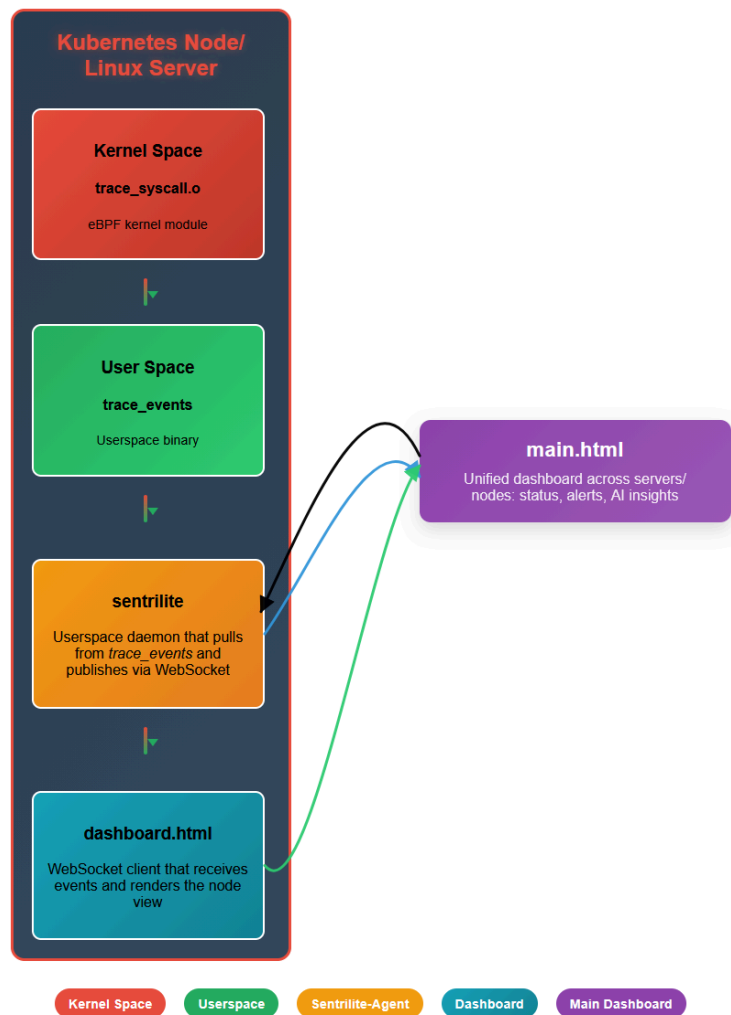 Kubernetes Node/
Linux Server
Kernel Space
trace_syscall.o
eBPF kernel module
User Space
trace_events
Userspace binary
sentrilite
Userspace daemon that pulls
from trace_events and
publishes via WebSocket
dashboard.html
WebSocket client that receives
events and renders the node
view
main.html
Unified dashboard across servers/
nodes: status, alerts, AI insights
Kernel Space
Userspace
Sentrilite-Agent
Dashboard
Main Dashboard